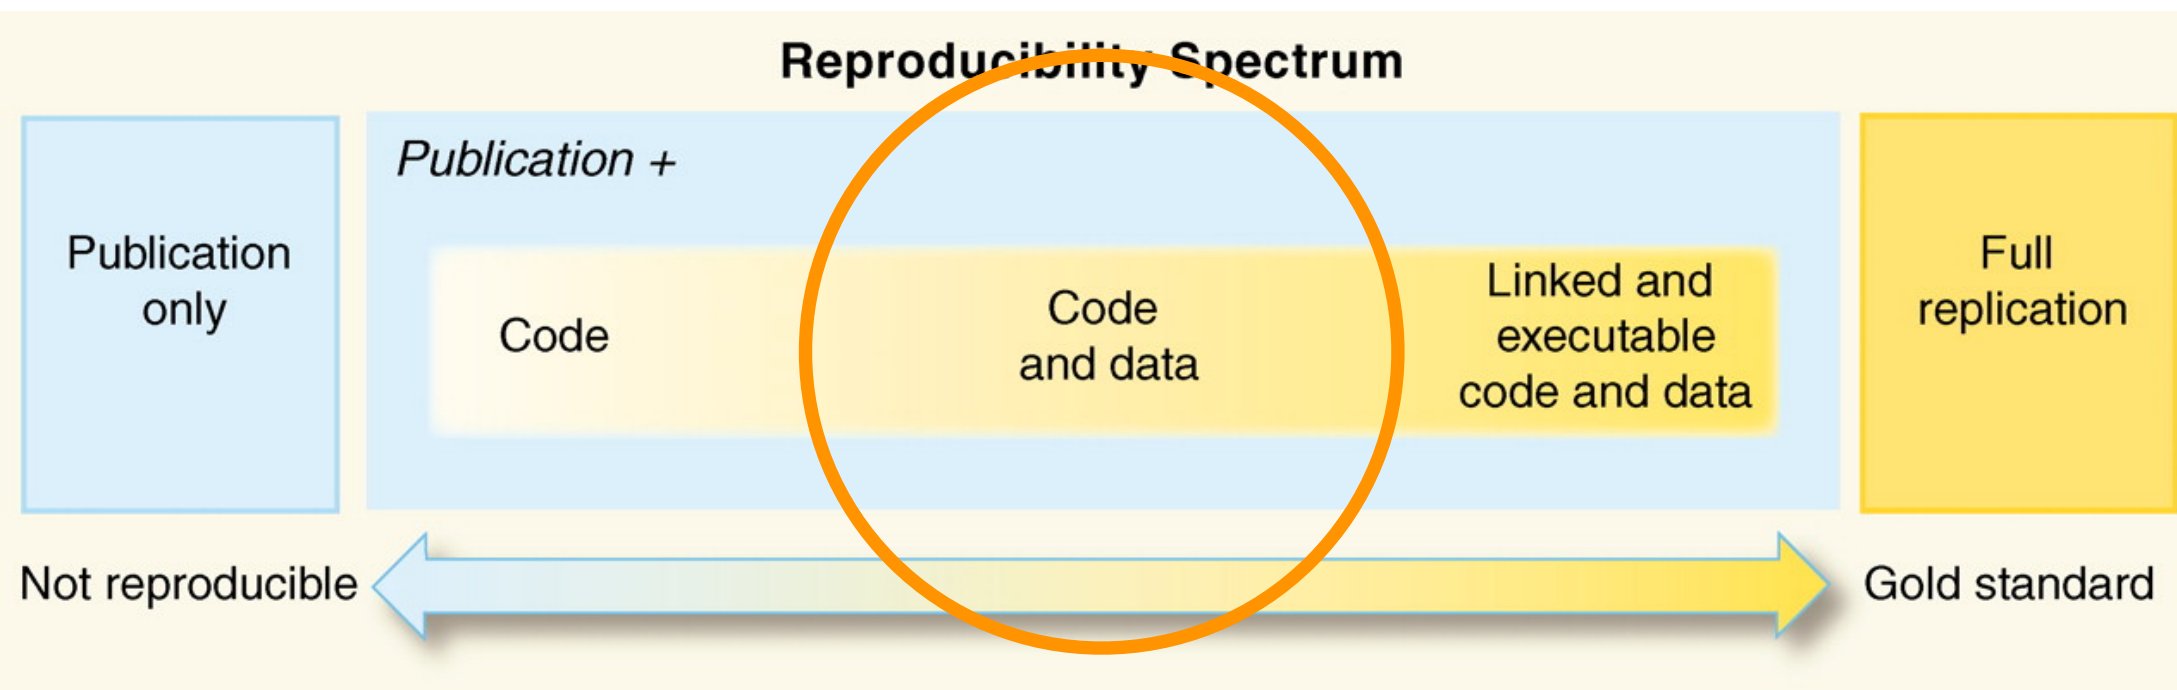 Reproducibility Spectrum
Publication +
Publication
only
Code
Code
and data
Linked and
executable
code and data
Full
replication
Not reproducible
Gold standard